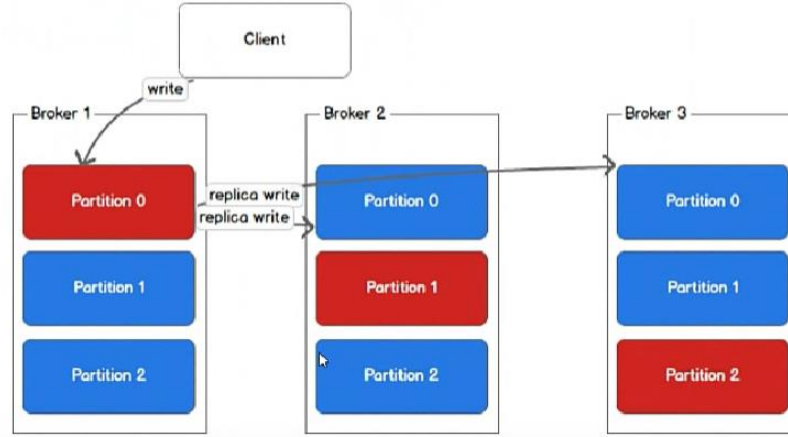 Client
write
Broker 1
Broker 2
Broker 3
Partition 0
replica write
replica write
Partition 0
Partition 0
Partition 1
Partition 1
Partition 1
Partition 2
Partition 2
Partition 2